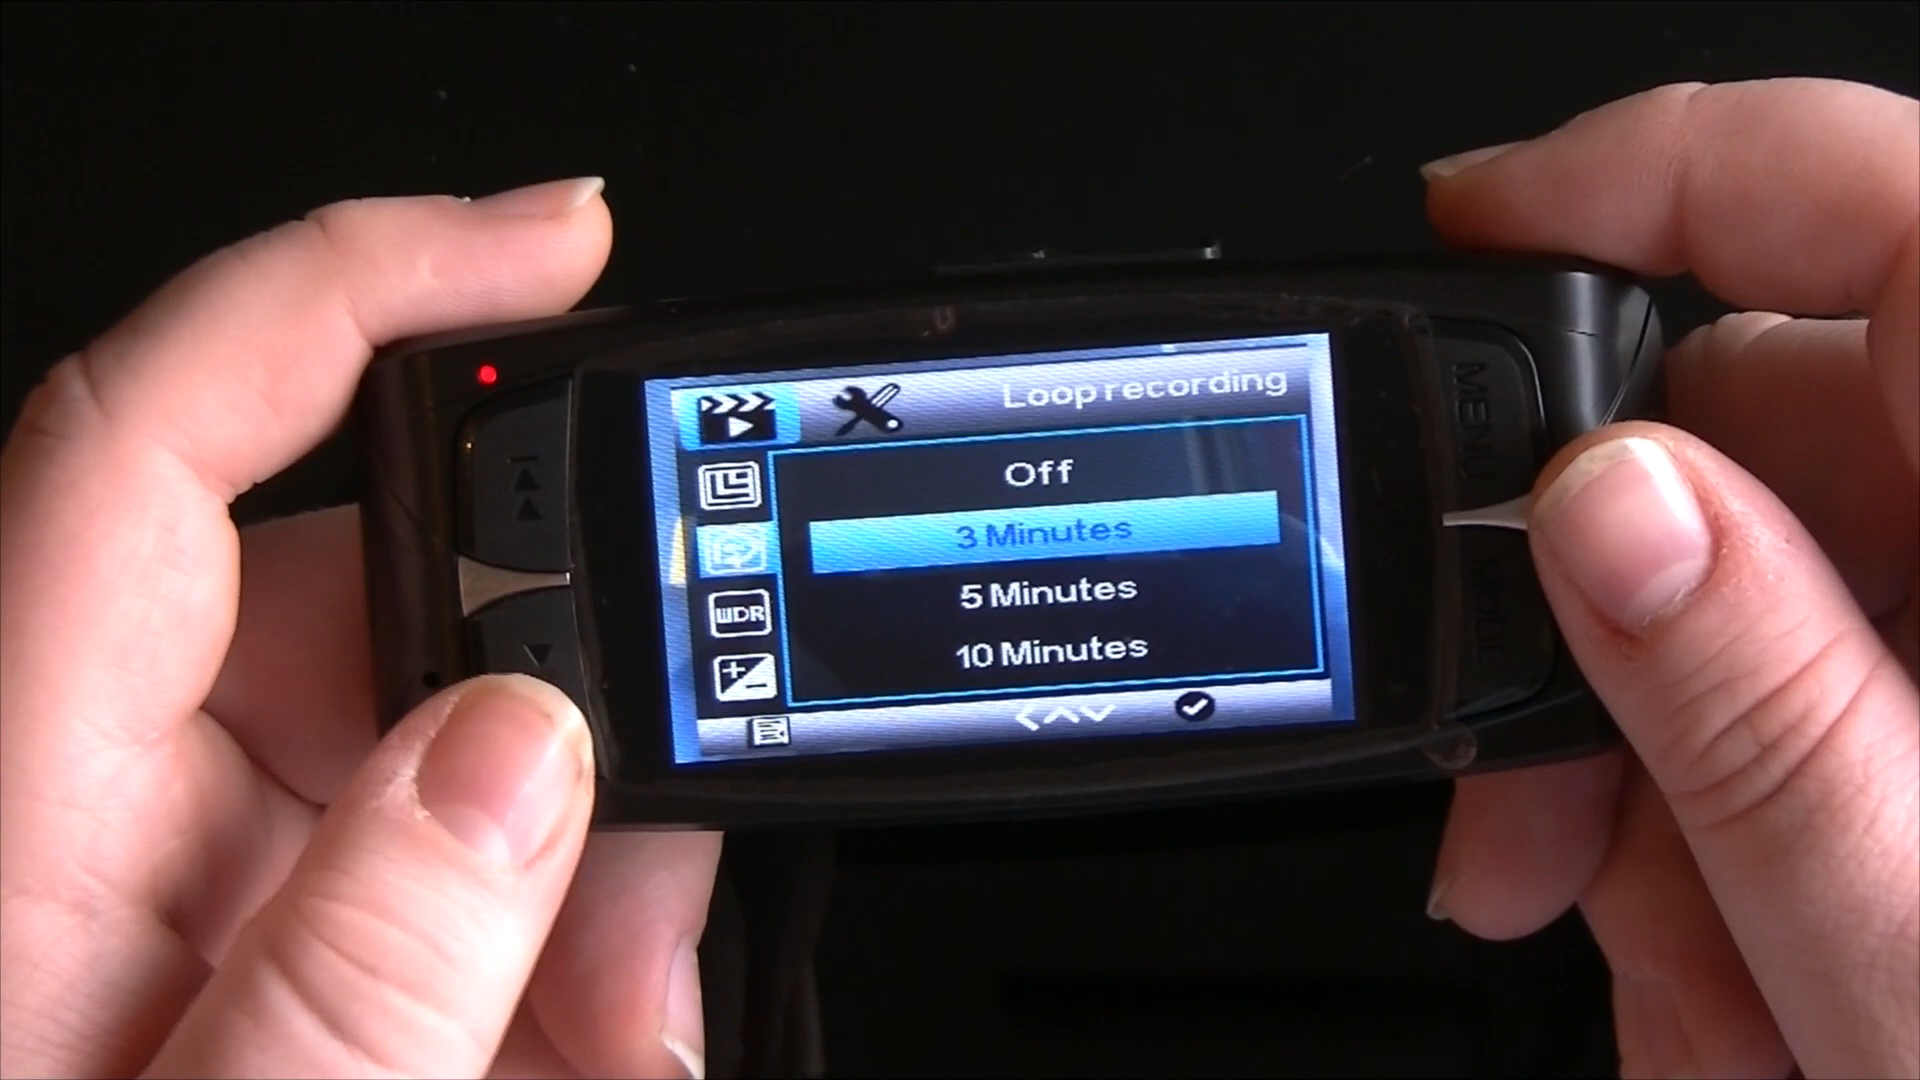 Loop recording
Off
3 Minutes
5 Minutes
10 Minutes
WDR
MENU